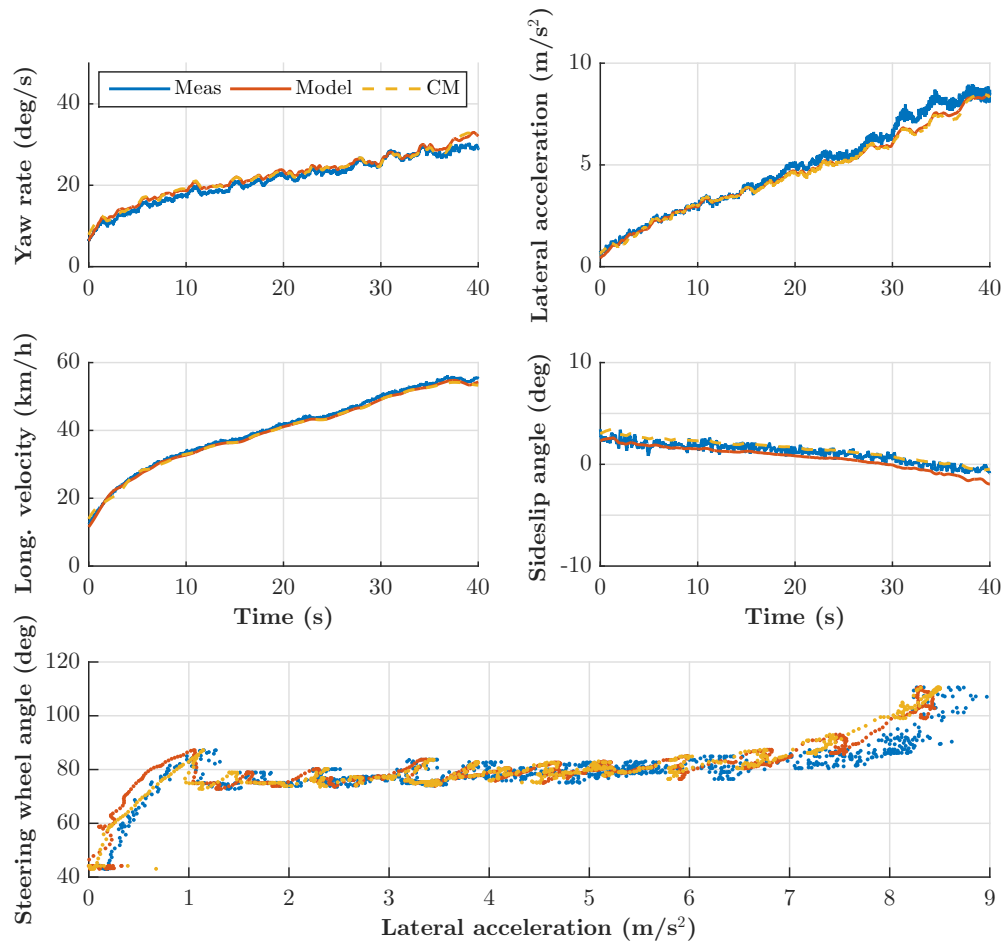 Yaw rate (deg/s)
40
20
0
Meas Model CM
0 10 20 30 40
Lateral acceleration (m/s²)
10
5
0
0 10 20 30 40
Long. velocity (km/h)
60
40
20
0
0 10 20 30 40
Time (s)
Sideslip angle (deg)
10
0
-10
0 10 20 30 40
Time (s)
Steering wheel angle (deg)
120
100
80
60
40
0 1 2 3 4 5 6 7 8 9
Lateral acceleration (m/s²)